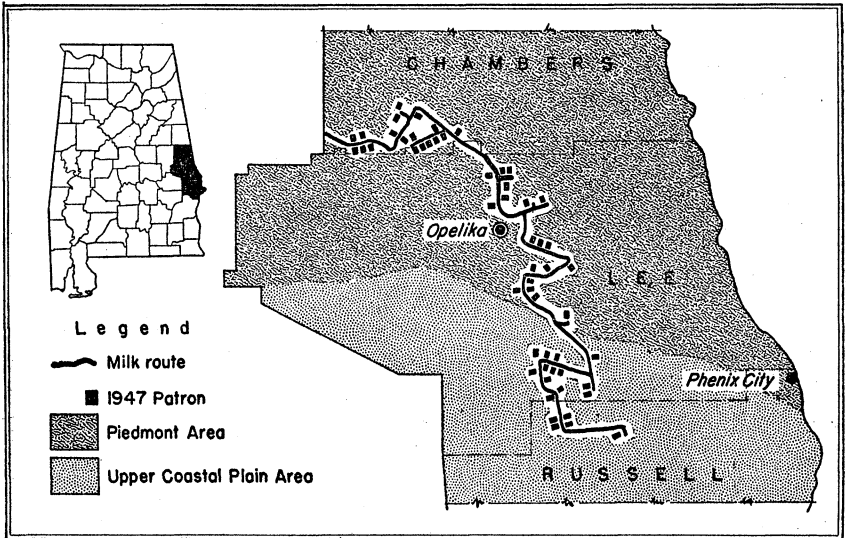 CHAMBERS
Opelika
LEE
Legend
Milk route
1947 Patron
Phenix City
Piedmont Area
Upper Coastal Plain Area
RUSSELL